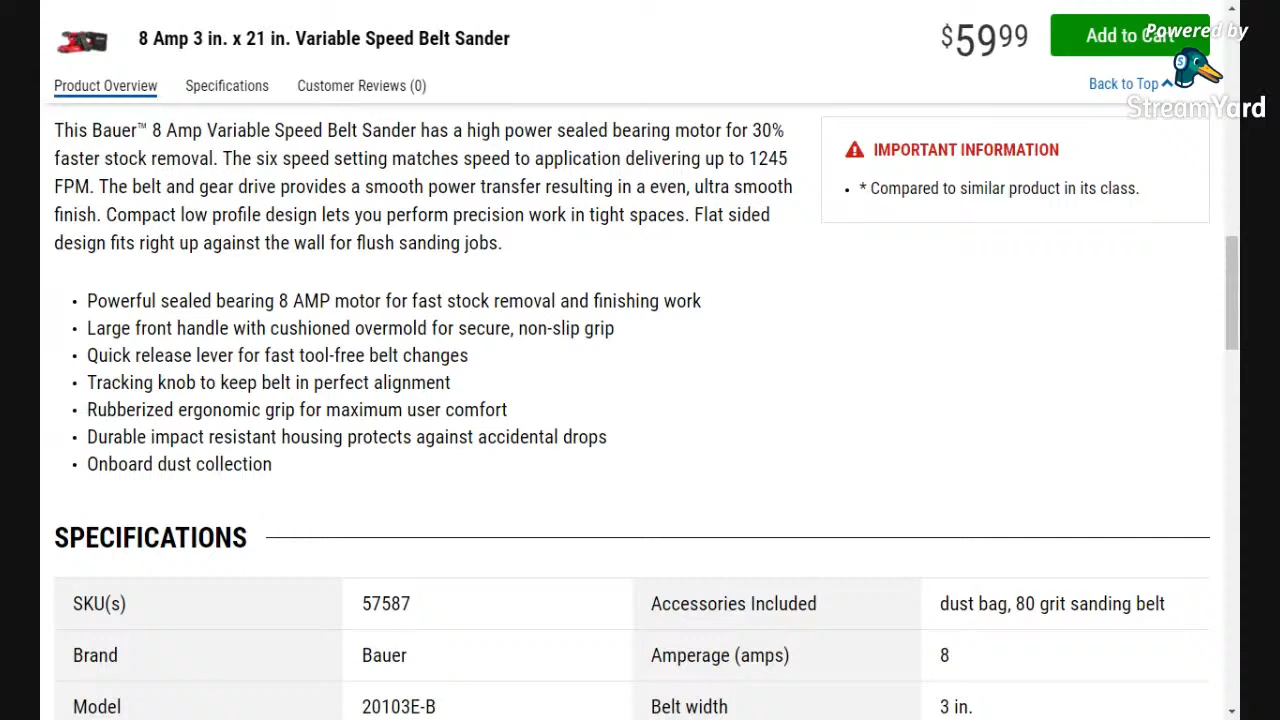 8 Amp 3 in. x 21 in. Variable Speed Belt Sander
$59 99
Add to Cart
Powered by
Product Overview
Specifications
Customer Reviews (0)
Back to Top
S
StreamYard
This Bauer™ 8 Amp Variable Speed Belt Sander has a high power sealed bearing motor for 30%
faster stock removal. The six speed setting matches speed to application delivering up to 1245
FPM. The belt and gear drive provides a smooth power transfer resulting in a even, ultra smooth
finish. Compact low profile design lets you perform precision work in tight spaces. Flat sided
design fits right up against the wall for flush sanding jobs.
IMPORTANT INFORMATION
• * Compared to similar product in its class.
• Powerful sealed bearing 8 AMP motor for fast stock removal and finishing work
• Large front handle with cushioned overmold for secure, non-slip grip
• Quick release lever for fast tool-free belt changes
• Tracking knob to keep belt in perfect alignment
• Rubberized ergonomic grip for maximum user comfort
• Durable impact resistant housing protects against accidental drops
• Onboard dust collection
SPECIFICATIONS
SKU(s) 57587 Accessories Included dust bag, 80 grit sanding belt
Brand Bauer Amperage (amps) 8
Model 20103E-B Belt width 3 in.